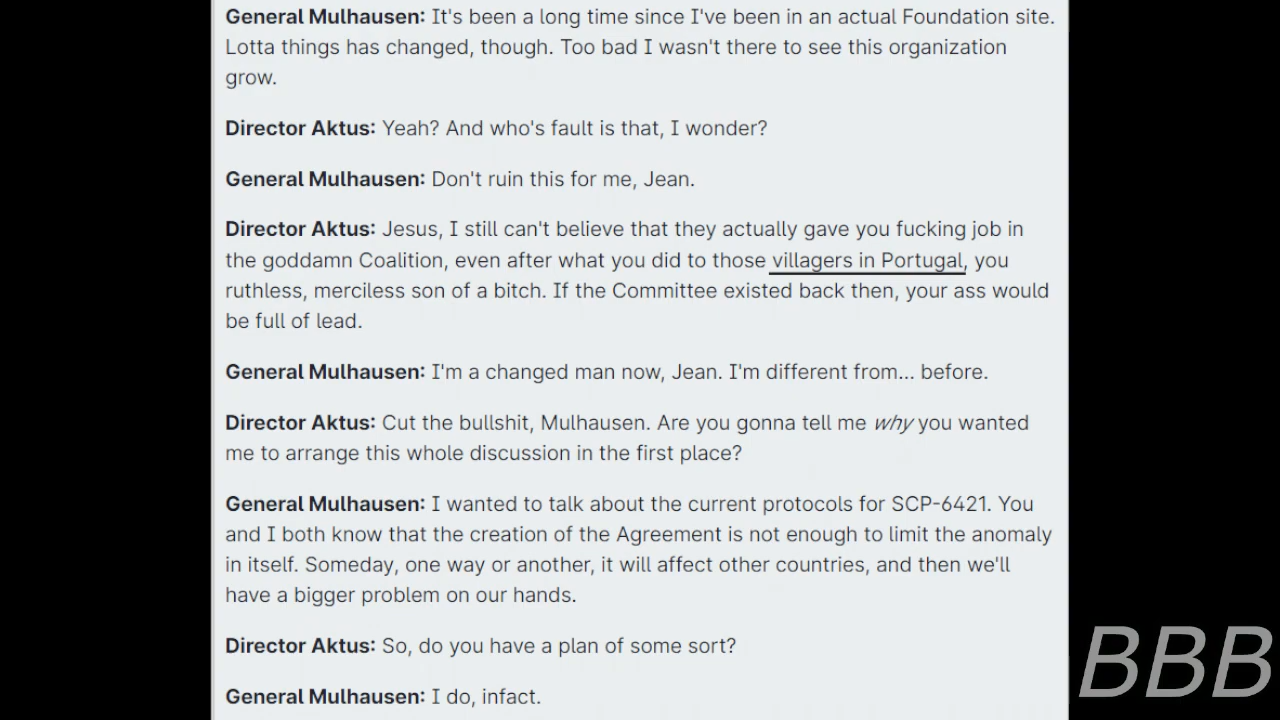 General Mulhausen: It's been a long time since I've been in an actual Foundation site.
Lotta things has changed, though. Too bad I wasn't there to see this organization
grow.
Director Aktus: Yeah? And who's fault is that, I wonder?
General Mulhausen: Don't ruin this for me, Jean.
Director Aktus: Jesus, I still can't believe that they actually gave you fucking job in
the goddamn Coalition, even after what you did to those villagers in Portugal, you
ruthless, merciless son of a bitch. If the Committee existed back then, your ass would
be full of lead.
General Mulhausen: I'm a changed man now, Jean. I'm different from... before.
Director Aktus: Cut the bullshit, Mulhausen. Are you gonna tell me why you wanted
me to arrange this whole discussion in the first place?
General Mulhausen: I wanted to talk about the current protocols for SCP-6421. You
and I both know that the creation of the Agreement is not enough to limit the anomaly
in itself. Someday, one way or another, it will affect other countries, and then we'll
have a bigger problem on our hands.
Director Aktus: So, do you have a plan of some sort?
General Mulhausen: I do, infact.
BBB